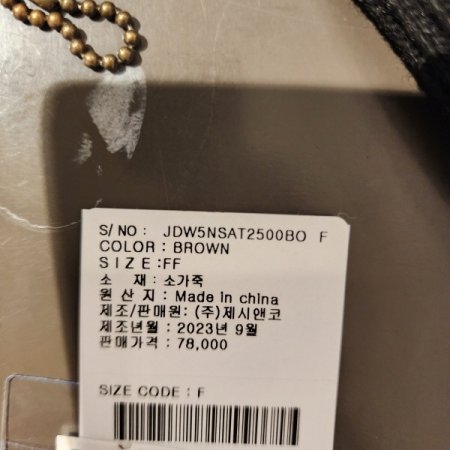 S/NO : JDW5NSAT2500BO F
COLOR : BROWN
SIZE :FF
소 재 : 소가죽
원 산 지 : Made in china
제조/판매원: (주)제시앤코
제조년월 : 2023년 9월
판매가격 : 78,000
SIZE CODE : F